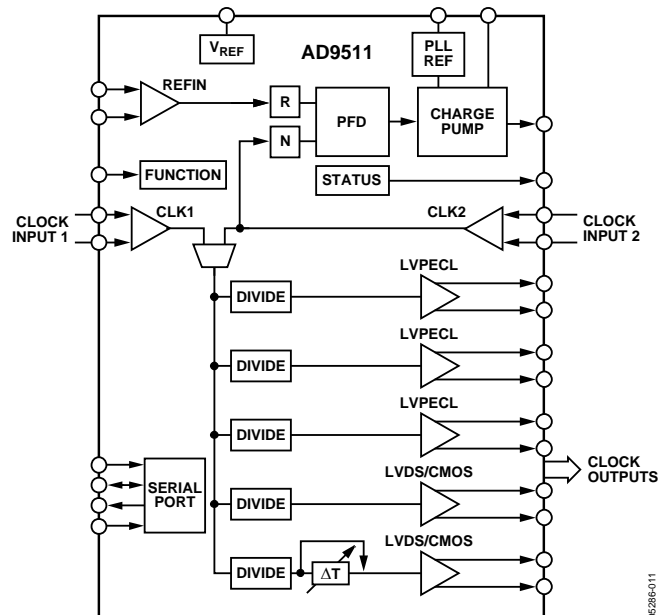 VREF
AD9511
PLL
REF
REFIN
R
PFD
CHARGE
PUMP
N
FUNCTION
STATUS
CLOCK
INPUT 1
CLK1
CLK2
CLOCK
INPUT 2
LVPECL
DIVIDE
LVPECL
DIVIDE
LVPECL
DIVIDE
SERIAL
PORT
LVDS/CMOS
DIVIDE
CLOCK
OUTPUTS
LVDS/CMOS
DIVIDE
ΔT
05286-011